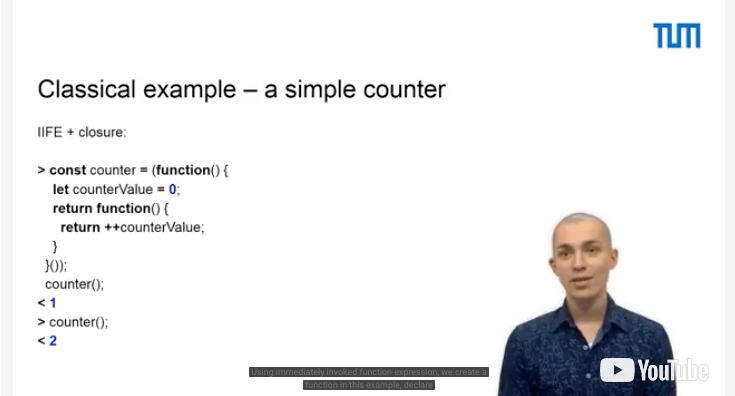 TUM
Classical example – a simple counter
IIFE + closure:
> const counter = (function() {
let counterValue = 0;
return function() {
return ++counterValue;
}
}());
counter();
< 1
> counter();
< 2
Using immediately invoked function expression, we create a
function in this example, declare
YouTube